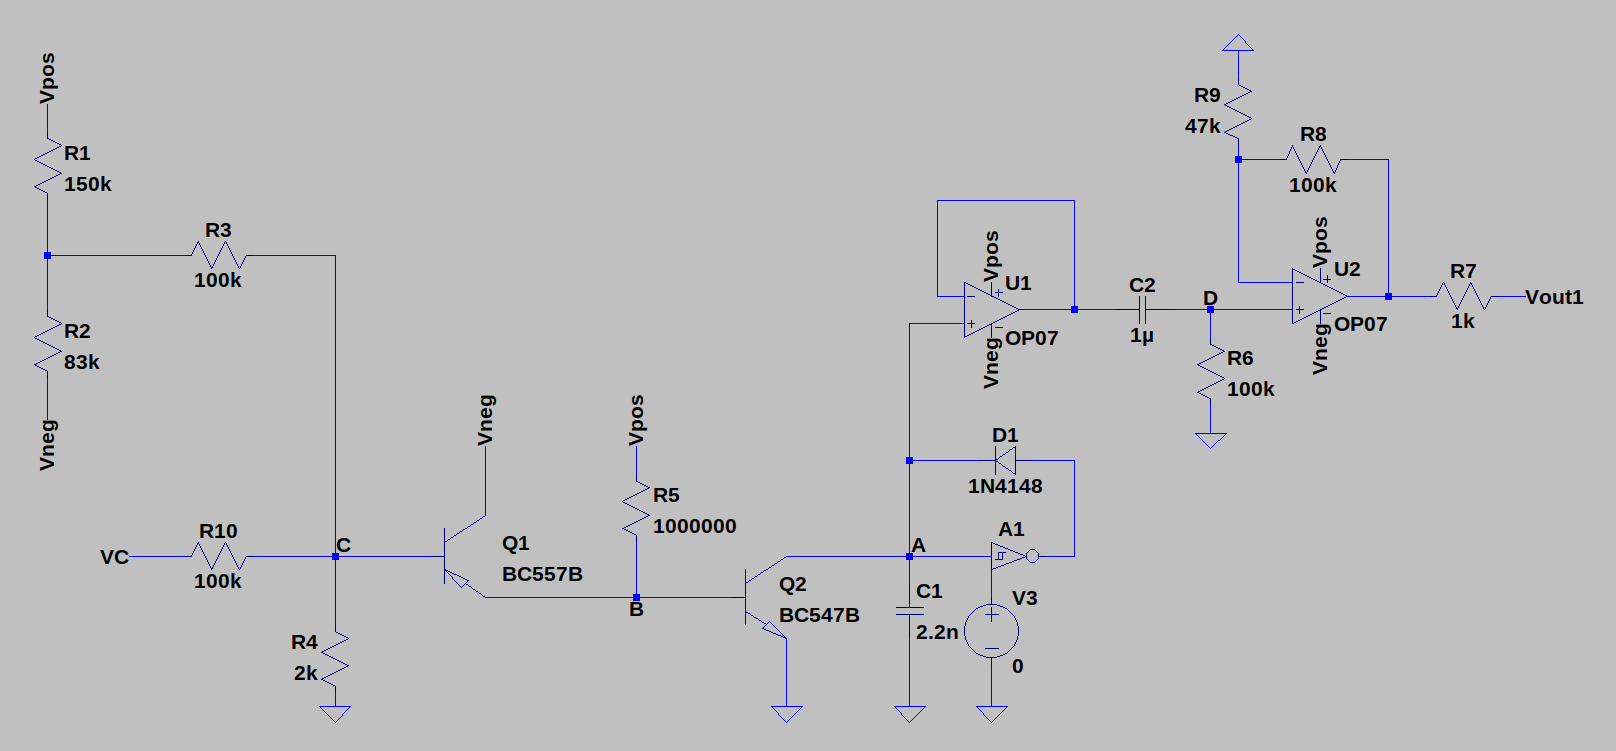 Vpos
R1
150k
R3
100k
R2
83k
Vneg
VC
R10
100k
C
R4
2k
Vneg
Q1
BC557B
Vpos
R5
1000000
B
Q2
BC547B
A
C1
2.2n
D1
1N4148
A1
V3
0
Vpos
U1
OP07
Vneg
C2
1µ
D
R6
100k
R9
47k
R8
100k
Vpos
U2
OP07
Vneg
R7
1k
Vout1